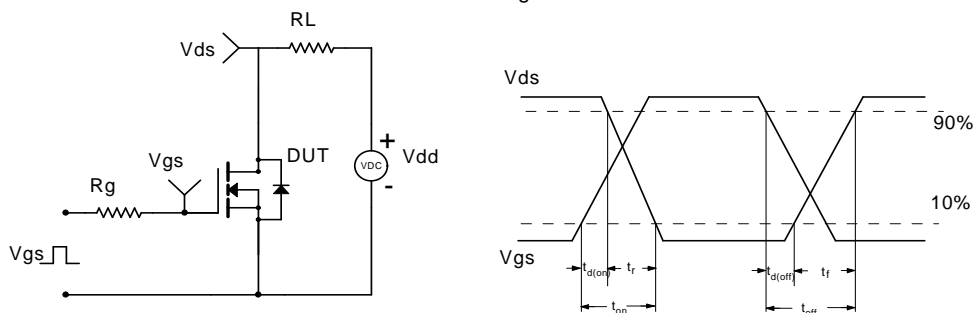 RL
Vds
+
DUT
VDC
Vdd
Vgs
-
Rg
Vgs
Vds
90%
10%
Vgs
td(on)
tr
td(off)
tf
ton
toff